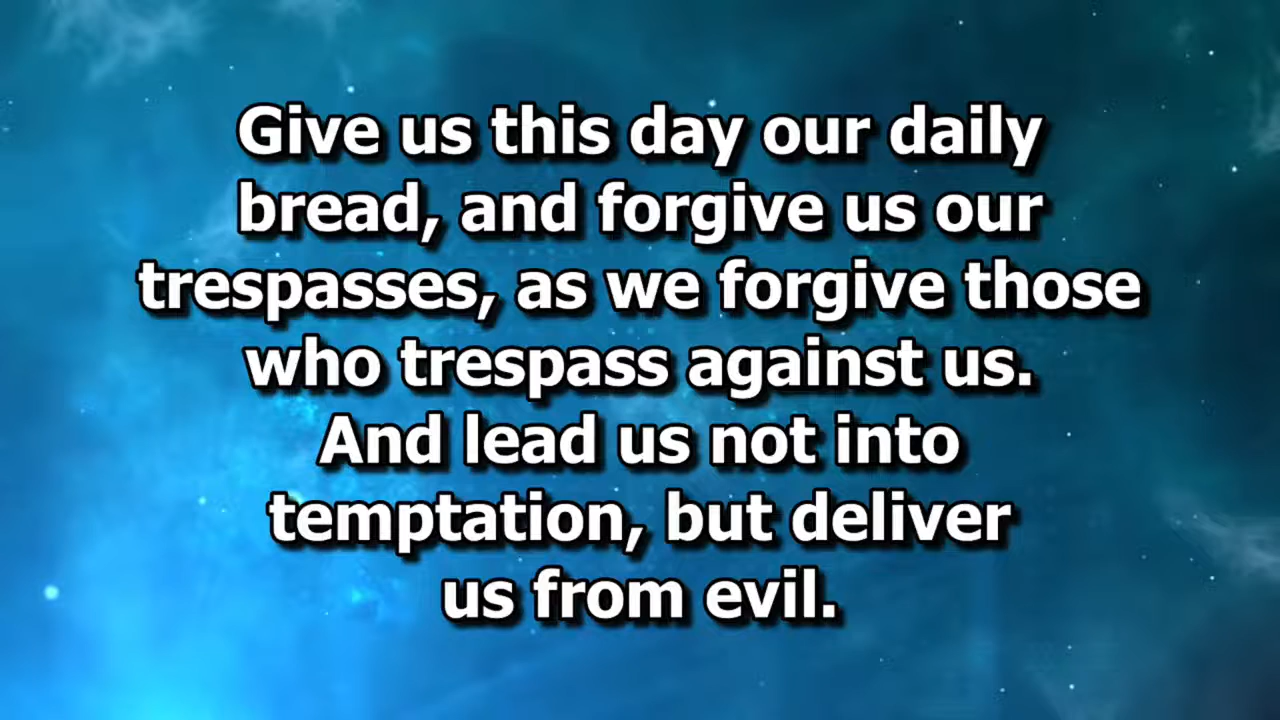 Give us this day our daily
bread, and forgive us our
trespasses, as we forgive those
who trespass against us.
And lead us not into
temptation, but deliver
us from evil.